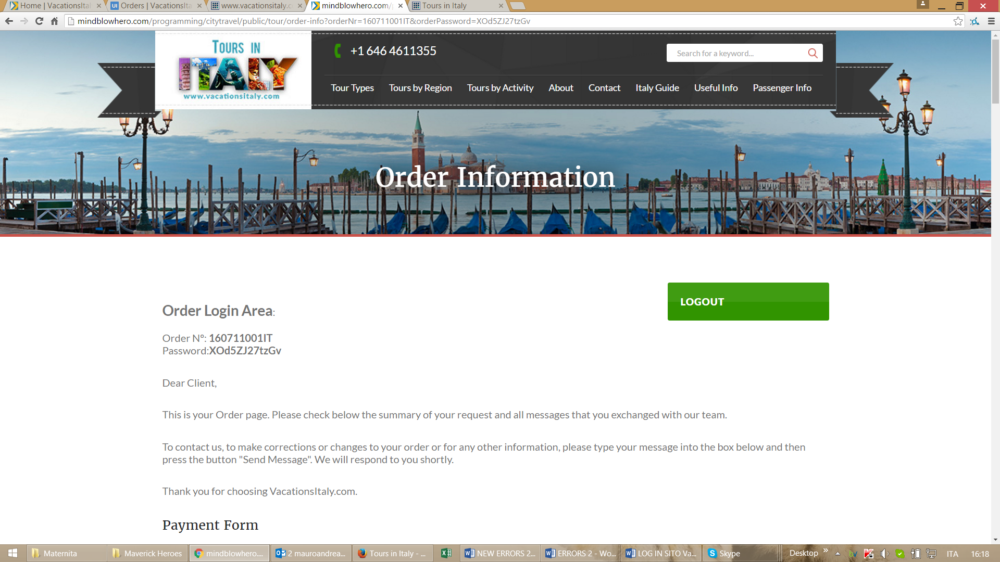 Home | VacationsItal
Orders | VacationsIta
www.vacationsitaly.c
mindblowhero.com/
Tours in Italy
mindblowhero.com/programming/citytravel/public/tour/order-info?orderNr=160711001IT&orderPassword=XOd5ZJ27tzGv
TOURS IN
ITALY
www.vacationsitaly.com
+1 646 4611355
Search for a keyword...
Tour Types Tours by Region Tours by Activity About Contact Italy Guide Useful Info Passenger Info
Order Information
LOGOUT
Order Login Area:
Order Nº: 160711001IT
Password:XOd5ZJ27tzGv
Dear Client,
This is your Order page. Please check below the summary of your request and all messages that you exchanged with our team.
To contact us, to make corrections or changes to your order or for any other information, please type your message into the box below and then
press the button "Send Message". We will respond to you shortly.
Thank you for choosing VacationsItaly.com.
Payment Form
Maternita
Maverick Heroes
mindblowhero....
2 mauroandrea...
Tours in Italy - ...
NEW ERRORS 2...
ERRORS 2 - Wo...
LOG IN SITO Va...
Skype
Desktop
ITA
16:18